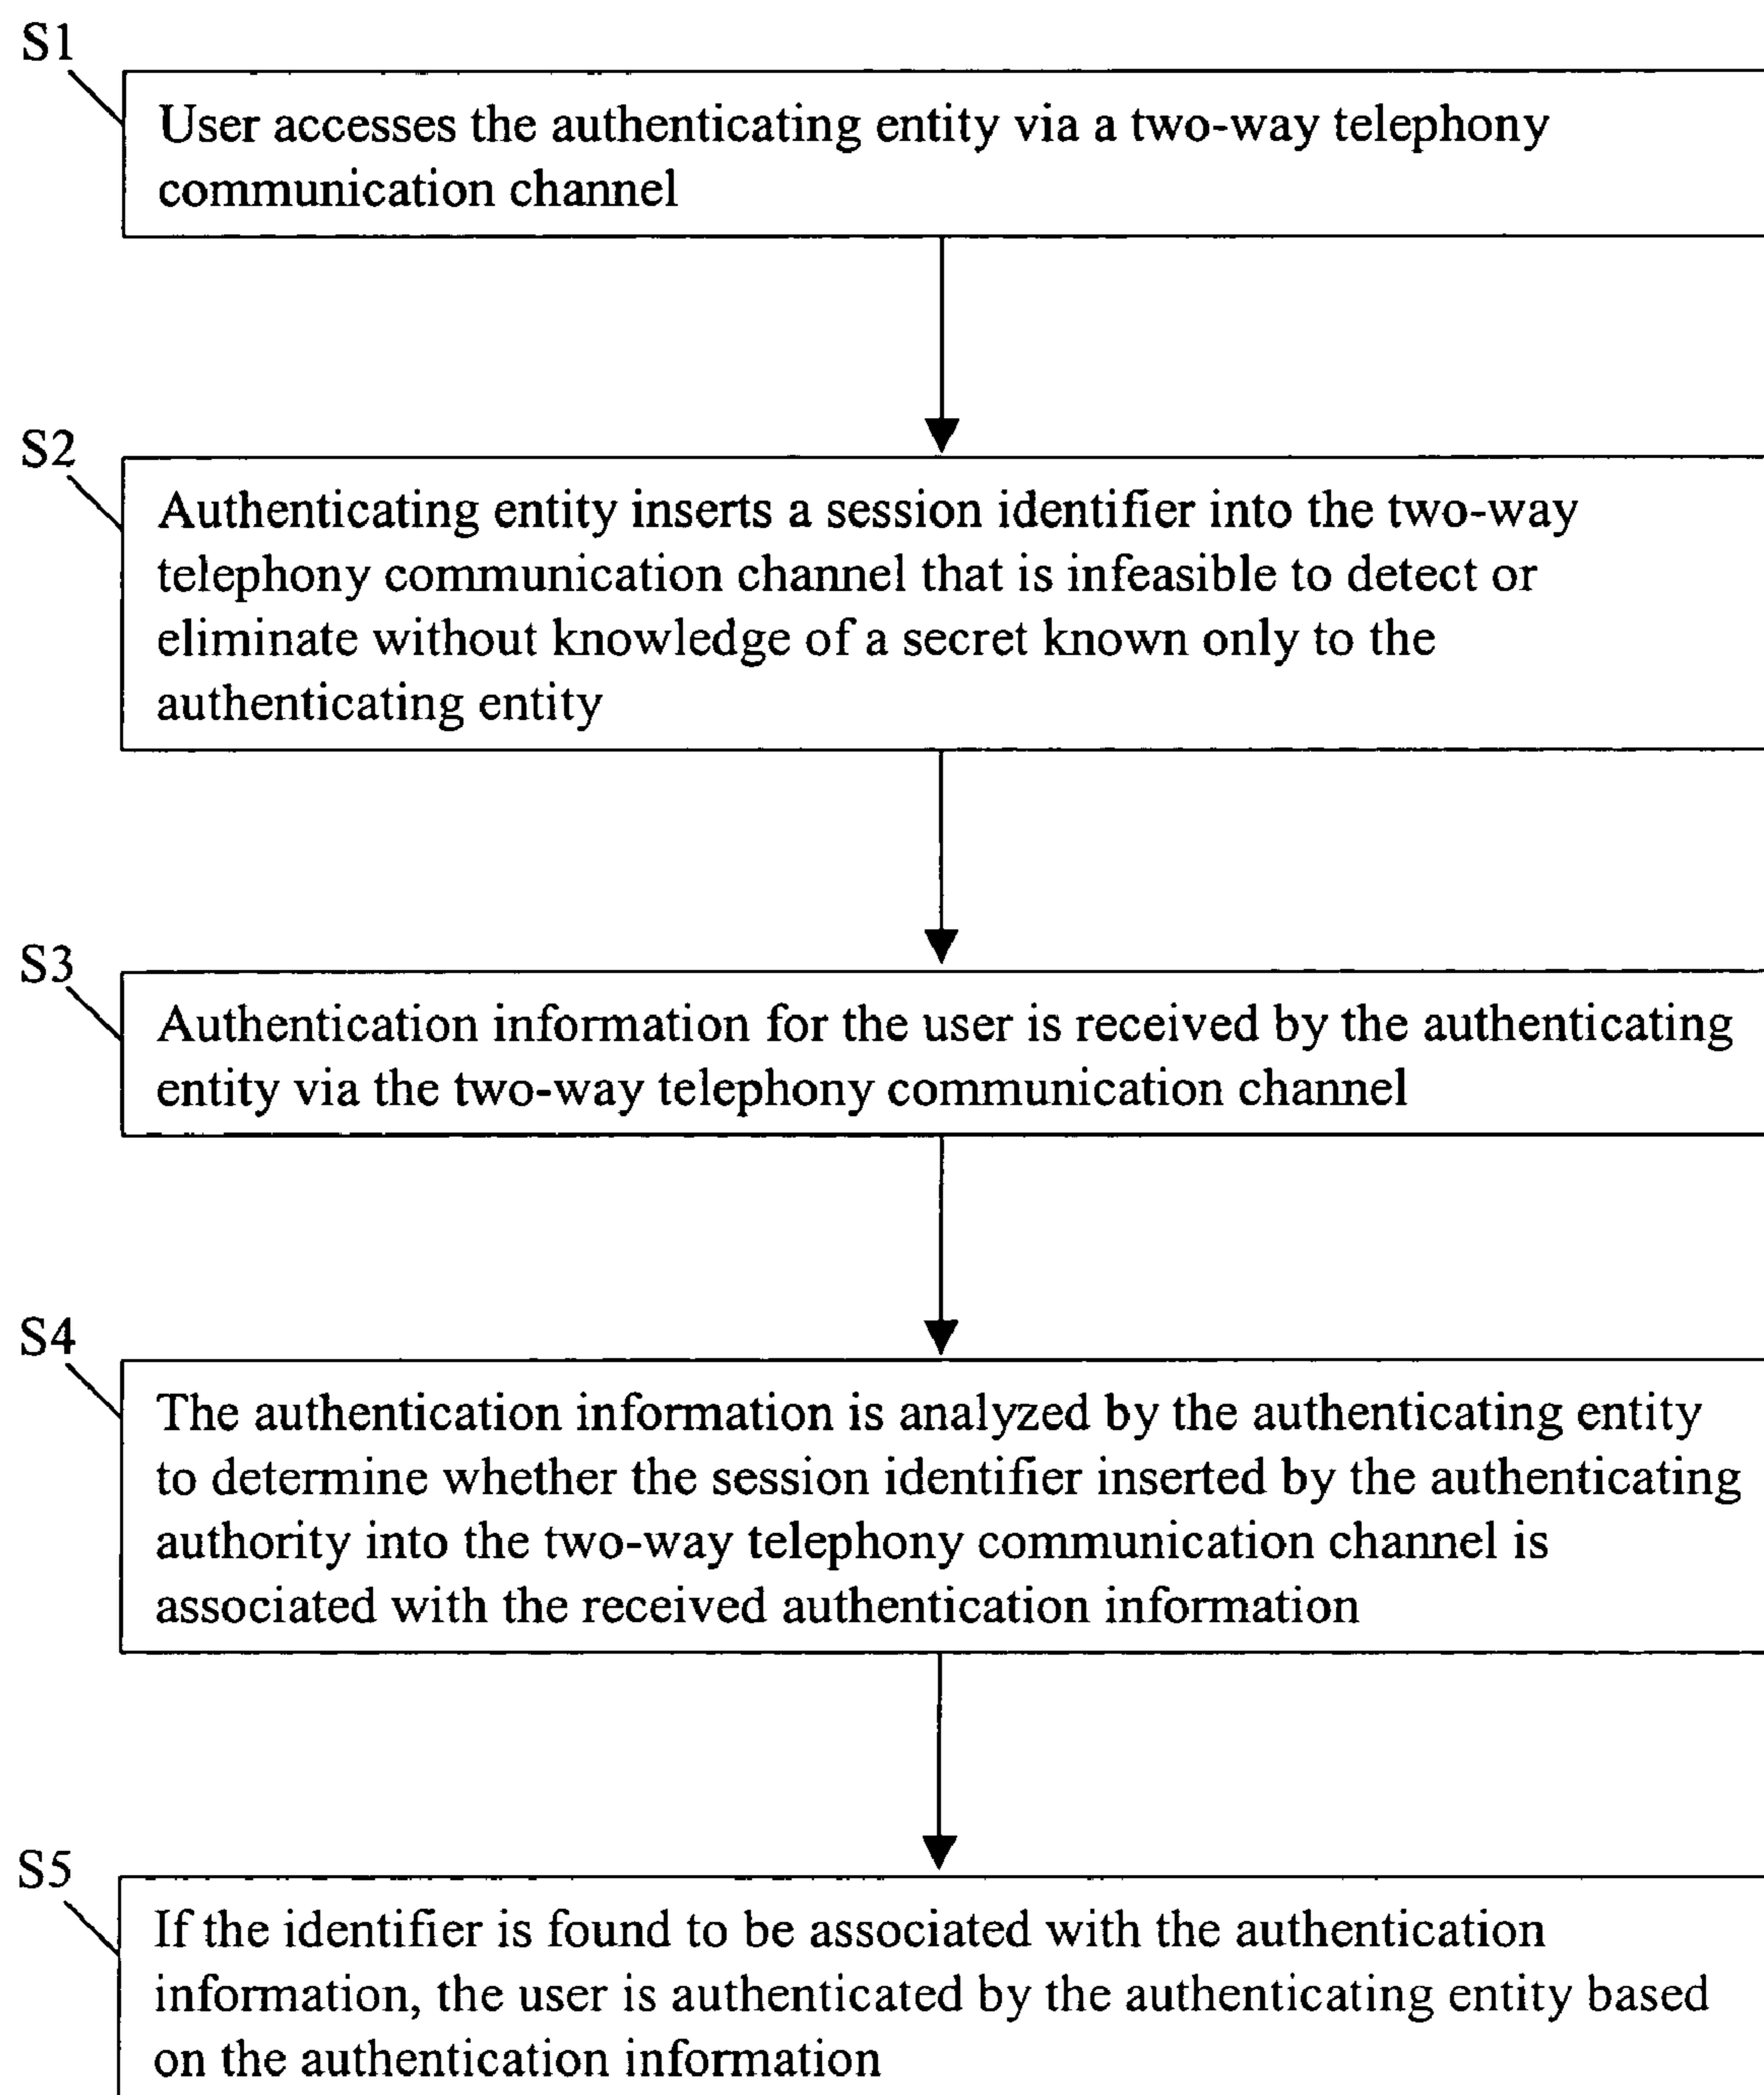 S1
User accesses the authenticating entity via a two-way telephony
communication channel
S2
Authenticating entity inserts a session identifier into the two-way
telephony communication channel that is infeasible to detect or
eliminate without knowledge of a secret known only to the
authenticating entity
S3
Authentication information for the user is received by the authenticating
entity via the two-way telephony communication channel
S4
The authentication information is analyzed by the authenticating entity
to determine whether the session identifier inserted by the authenticating
authority into the two-way telephony communication channel is
associated with the received authentication information
S5
If the identifier is found to be associated with the authentication
information, the user is authenticated by the authenticating entity based
on the authentication information